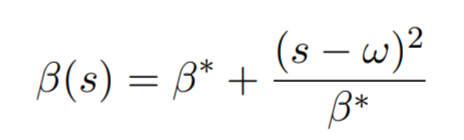 β(s) = β* + (s − ω)² / β*